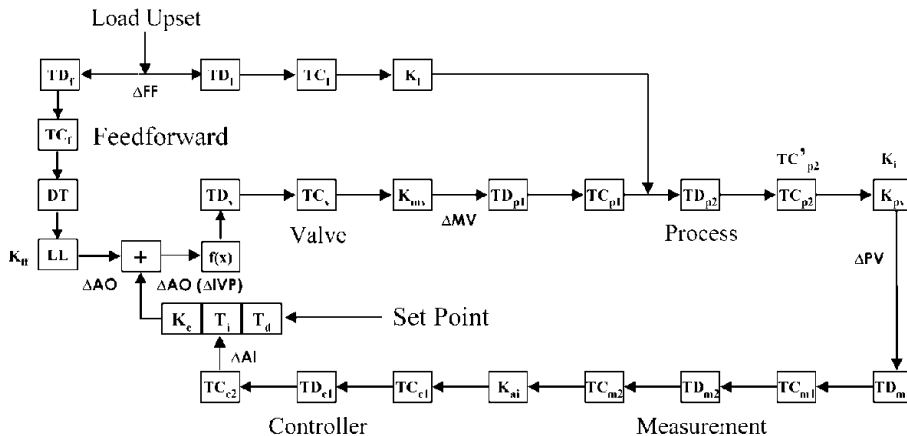 Load Upset
TD_f
ΔFF
TD_l
TC_l
K_l
TC_f
Feedforward
TC'_p2
K_i
DT
TD_v
TC_v
K_mv
ΔMV
TD_p1
TC_p1
TD_p2
TC_p2
K_pv
Valve
Process
K_ff
LL
+
f(x)
ΔAO
ΔAO (ΔIVP)
ΔPV
K_c
T_i
T_d
Set Point
ΔAI
TC_c2
TD_c1
TC_c1
K_ai
TC_m2
TD_m2
TC_m1
TD_m
Controller
Measurement